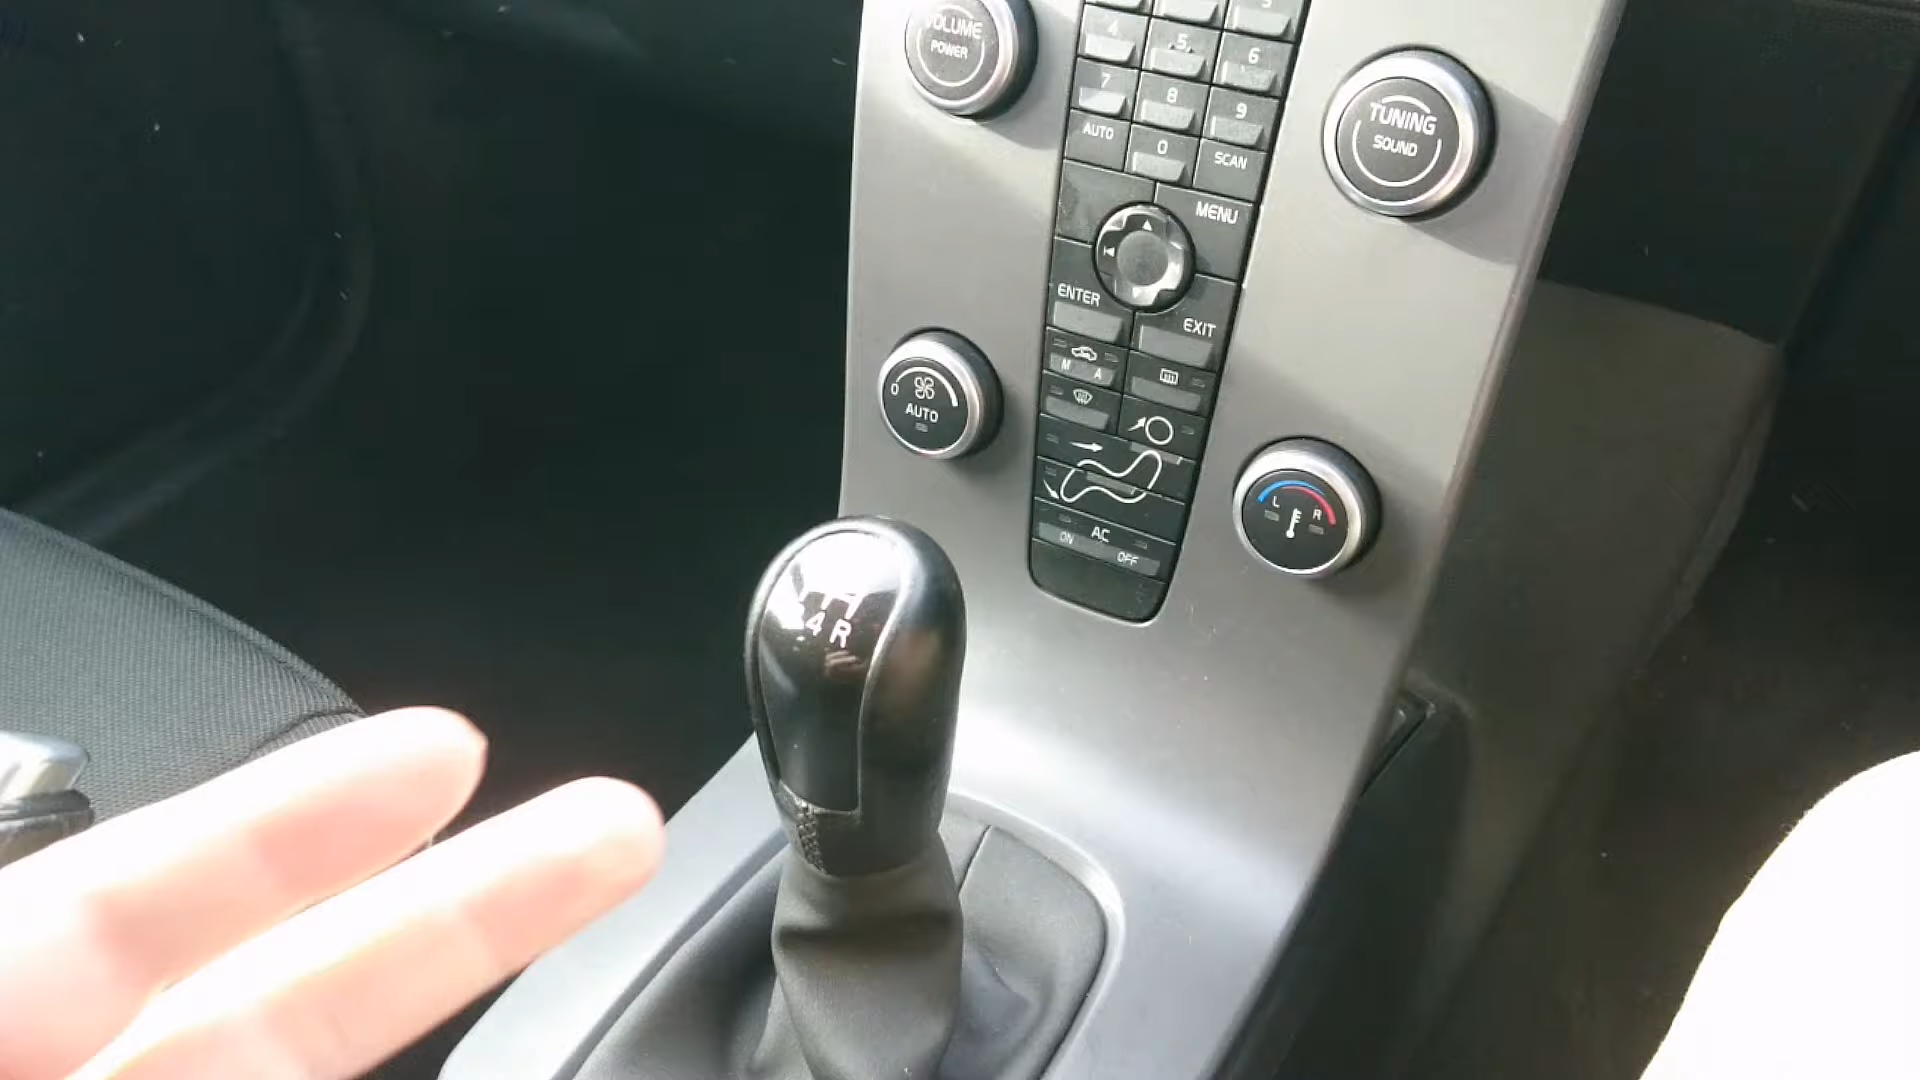 VOLUME
POWER
3
4
5
6
7
8
9
AUTO
0
SCAN
TUNING
SOUND
MENU
ENTER
EXIT
M A
0
AUTO
L R
AC
ON OFF
4 R